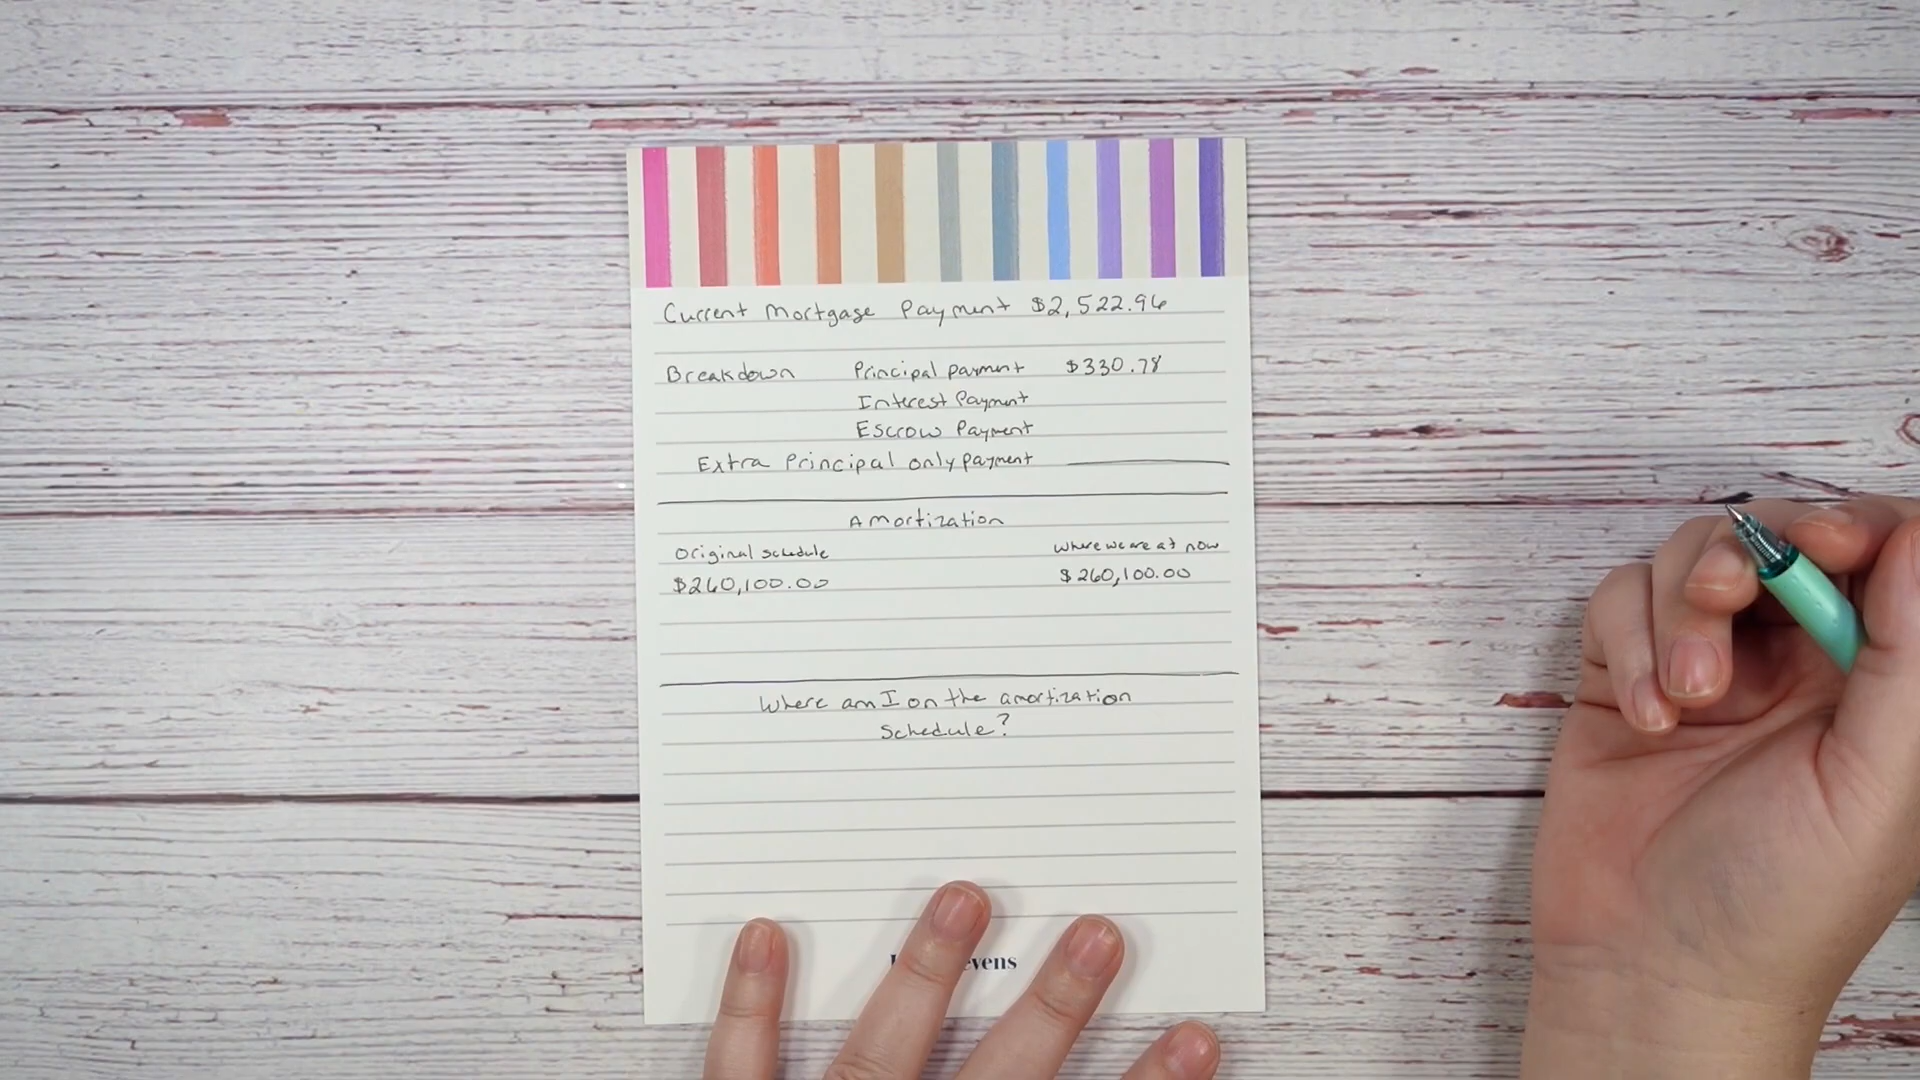 Current Mortgage Payment $2,522.96
Breakdown Principal payment $330.78
Interest Payment
Escrow Payment
Extra Principal only payment
Amortization
Original schedule where we are at now
$260,100.00 $260,100.00
Where am I on the amortization
Schedule?